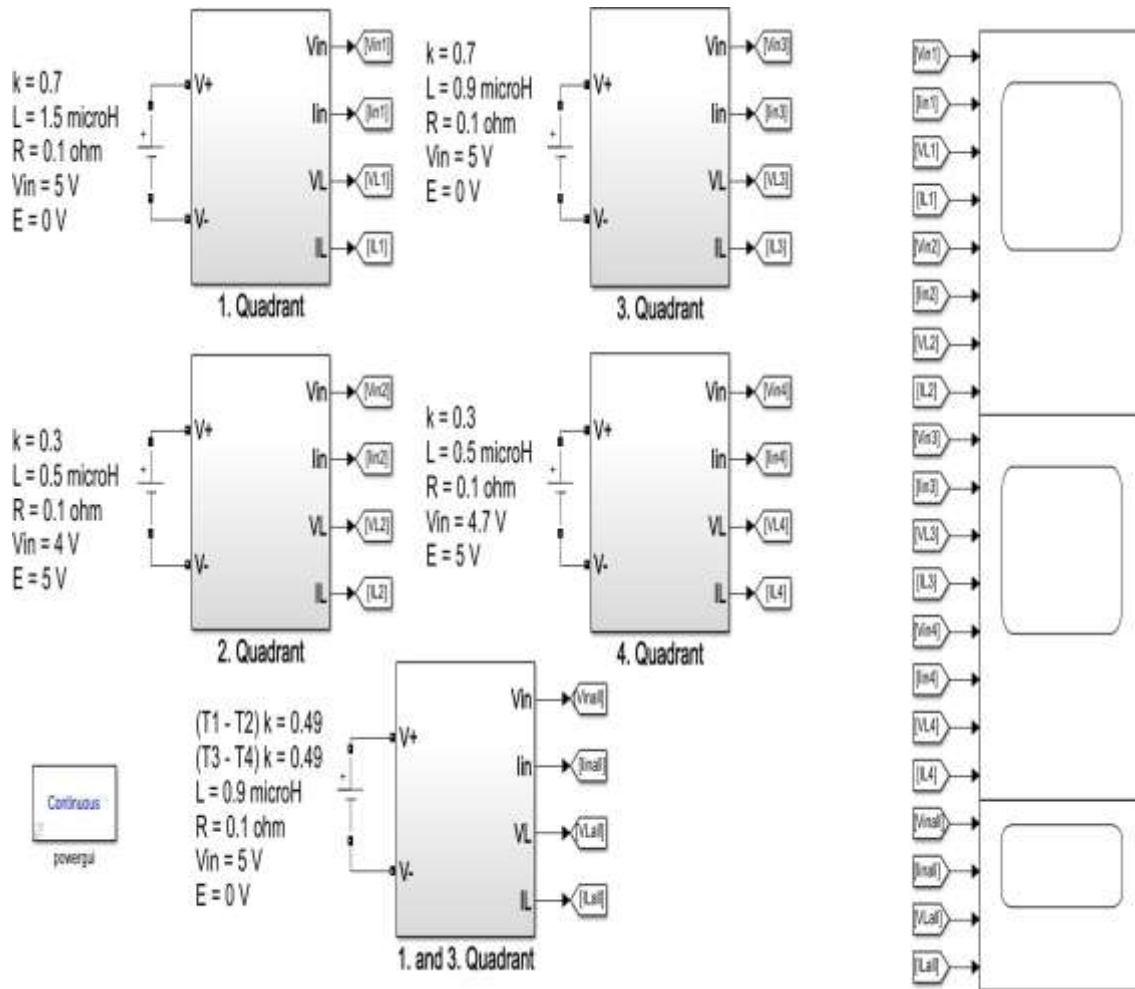 k = 0.7
L = 1.5 microH
R = 0.1 ohm
Vin = 5 V
E = 0 V
V+
V-
Vin
Iin
VL
IL
[Vin1]
[Iin1]
[VL1]
[IL1]
1. Quadrant
k = 0.7
L = 0.9 microH
R = 0.1 ohm
Vin = 5 V
E = 0 V
V+
V-
Vin
Iin
VL
IL
[Vin3]
[Iin3]
[VL3]
[IL3]
3. Quadrant
k = 0.3
L = 0.5 microH
R = 0.1 ohm
Vin = 4 V
E = 5 V
V+
V-
Vin
Iin
VL
IL
[Vin2]
[Iin2]
[VL2]
[IL2]
2. Quadrant
k = 0.3
L = 0.5 microH
R = 0.1 ohm
Vin = 4.7 V
E = 5 V
V+
V-
Vin
Iin
VL
IL
[Vin4]
[Iin4]
[VL4]
[IL4]
4. Quadrant
Continuous
powergui
(T1 - T2) k = 0.49
(T3 - T4) k = 0.49
L = 0.9 microH
R = 0.1 ohm
Vin = 5 V
E = 0 V
V+
V-
Vin
Iin
VL
IL
[Vinall]
[Iinall]
[VLall]
[ILall]
1. and 3. Quadrant
[Vin1]
[Iin1]
[VL1]
[IL1]
[Vin2]
[Iin2]
[VL2]
[IL2]
[Vin3]
[Iin3]
[VL3]
[IL3]
[Vin4]
[Iin4]
[VL4]
[IL4]
[Vinall]
[Iinall]
[VLall]
[ILall]